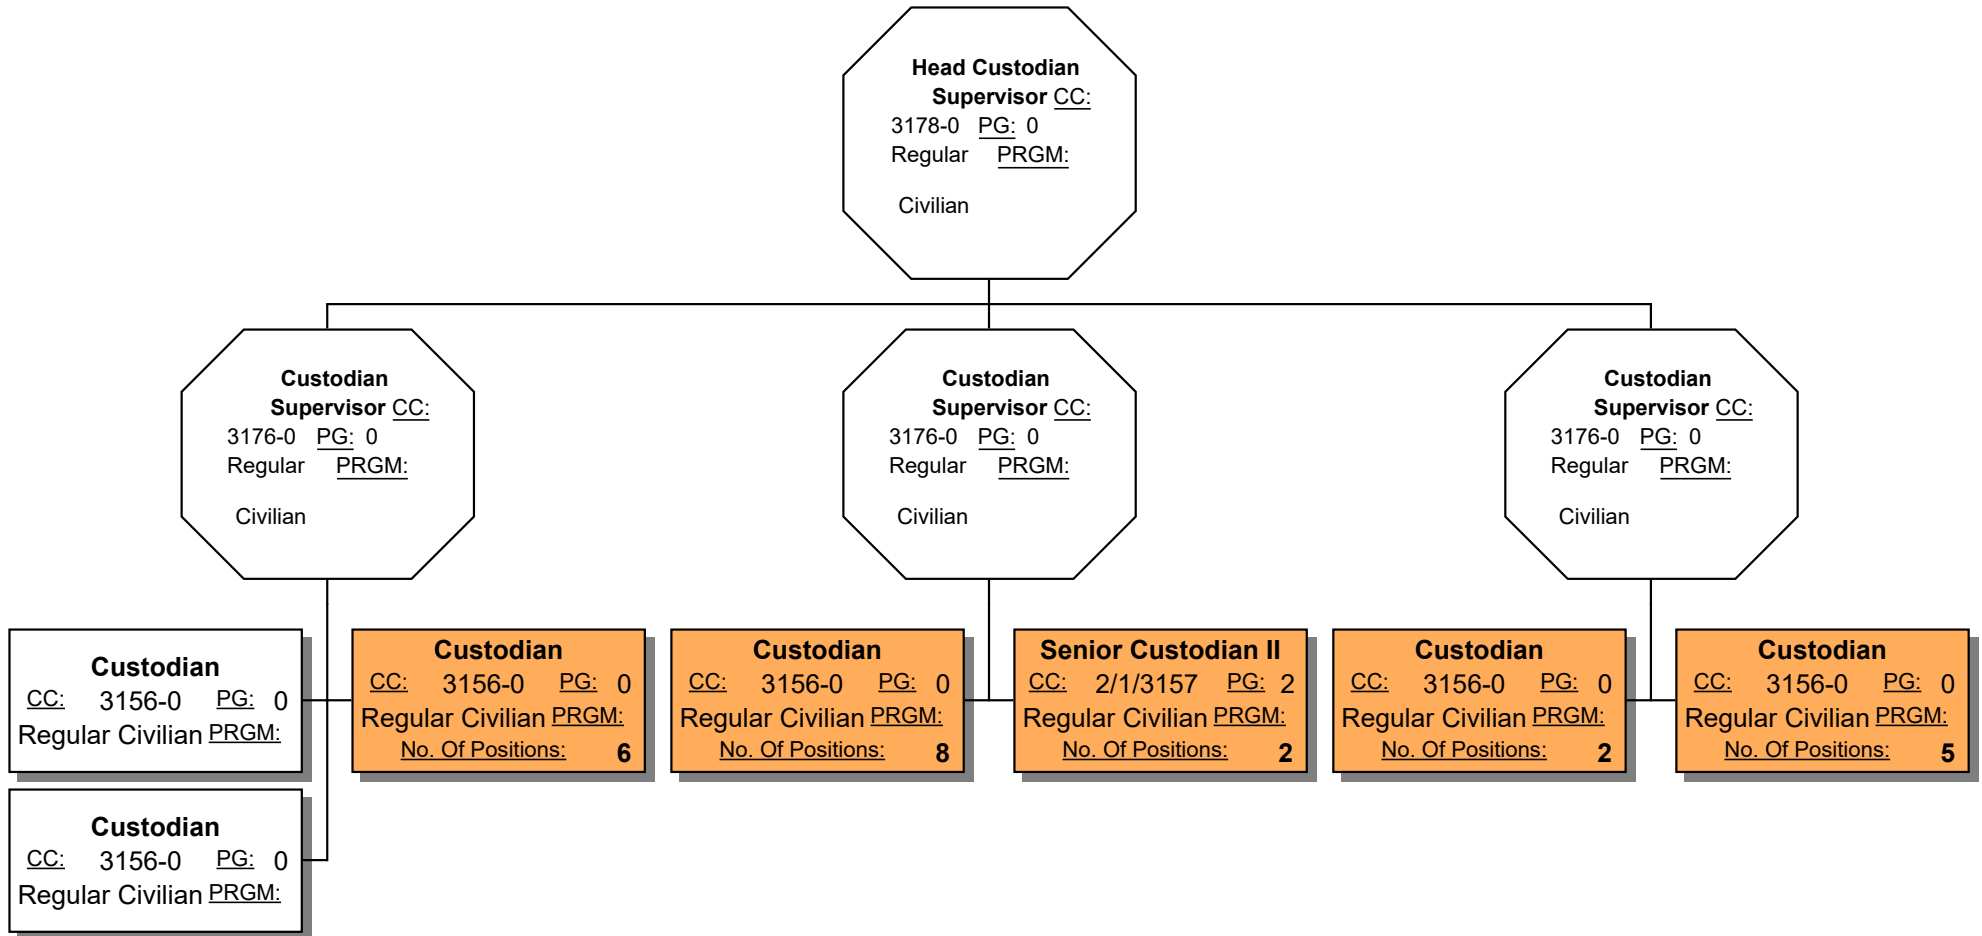 Head Custodian
Supervisor CC:
3178-0 PG: 0
Regular PRGM:
Civilian
Custodian
Supervisor CC:
3176-0 PG: 0
Regular PRGM:
Civilian
Custodian
Supervisor CC:
3176-0 PG: 0
Regular PRGM:
Civilian
Custodian
Supervisor CC:
3176-0 PG: 0
Regular PRGM:
Civilian
Custodian
CC: 3156-0 PG: 0
Regular Civilian PRGM:
Custodian
CC: 3156-0 PG: 0
Regular Civilian PRGM:
No. Of Positions: 6
Custodian
CC: 3156-0 PG: 0
Regular Civilian PRGM:
No. Of Positions: 8
Senior Custodian II
CC: 2/1/3157 PG: 2
Regular Civilian PRGM:
No. Of Positions: 2
Custodian
CC: 3156-0 PG: 0
Regular Civilian PRGM:
No. Of Positions: 2
Custodian
CC: 3156-0 PG: 0
Regular Civilian PRGM:
No. Of Positions: 5
Custodian
CC: 3156-0 PG: 0
Regular Civilian PRGM: